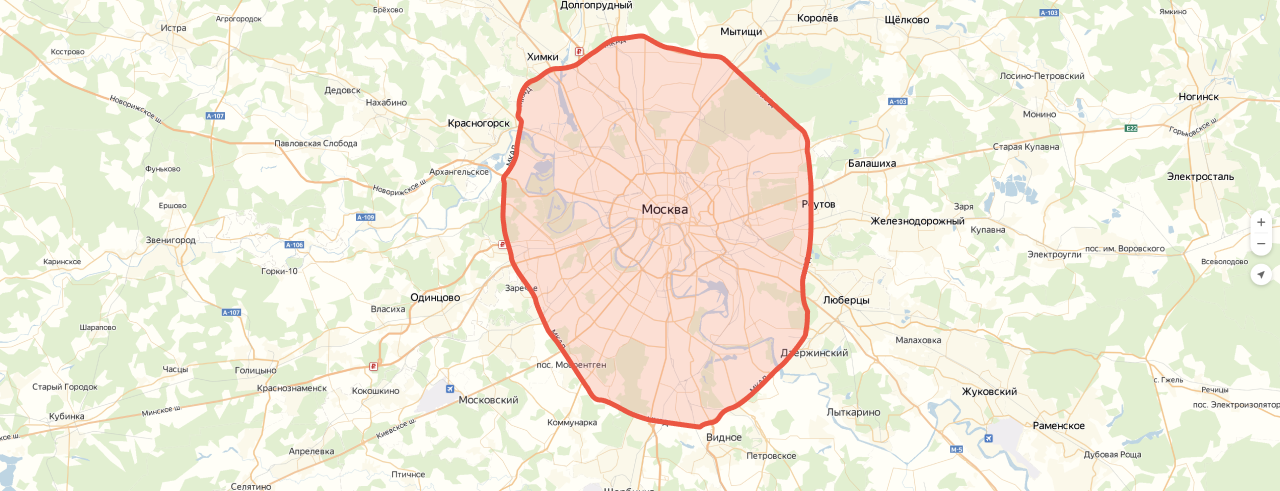 Долгопрудный
Брёхово
Агрогородок
Истра
Королёв
Щёлково
А-103
Ямкино
Мытищи
Кострово
Химки
Лосино-Петровский
Дедовск
Нахабино
Ногинск
Новорижское ш.
А-107
А-103
Монино
Красногорск
E22
Горьковское ш.
Павловская Слобода
МКАД
Старая Купавна
Балашиха
Фуньково
Архангельское
Электросталь
Новорижское ш.
Ершово
Москва
Реутов
Заря
А-109
Железнодорожный
Купавна
Звенигород
А-106
пос. им. Воровского
Электроугли
Каринское
Горки-10
Всеволодово
Заречье
Одинцово
Люберцы
Власиха
А-107
Шарапово
МКАД
Малаховка
Дзержинский
пос. Мосрентген
Часцы
Голицыно
с. Гжель
Старый Городок
Краснознаменск
Кокошкино
МКАД
Жуковский
Речицы
Московский
пос. Электроизолятор
Минское ш.
Кубинка
Лыткарино
Коммунарка
Киевское ш.
Раменское
Видное
Апрелевка
М-5
Петровское
Дубовая Роща
Птичное
Селятино